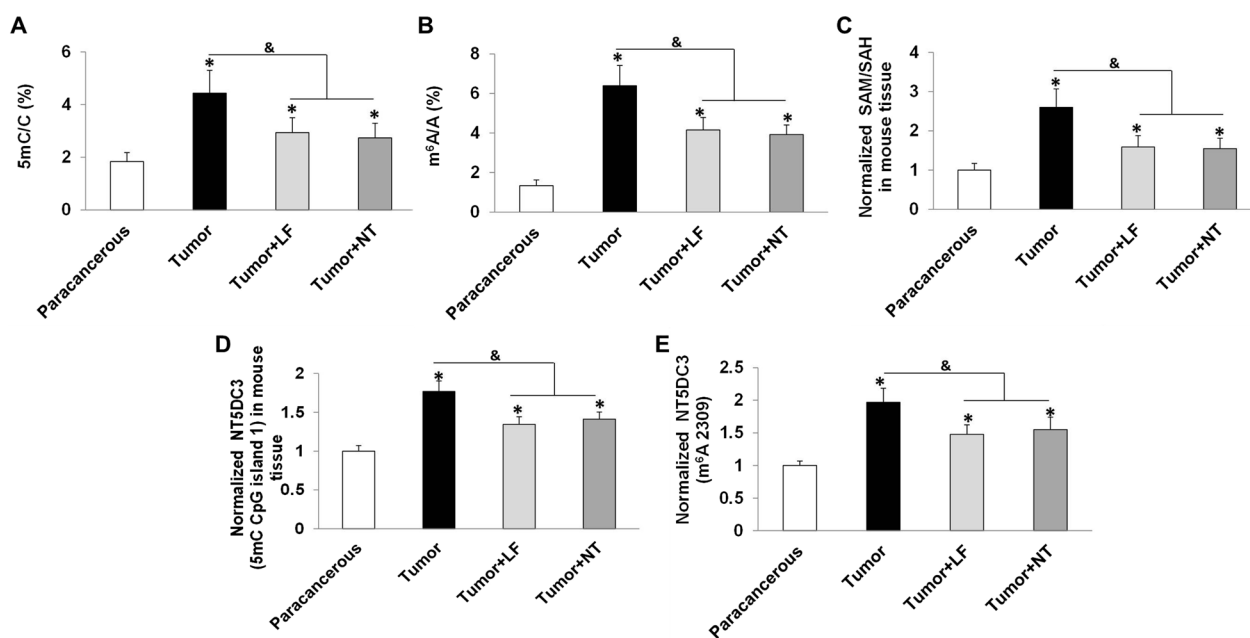 A
5mC/C (%)
6
4
2
0
&
*
*
*
Paracancerous
Tumor
Tumor+LF
Tumor+NT
B
m⁶A/A (%)
8
6
4
2
0
&
*
*
*
Paracancerous
Tumor
Tumor+LF
Tumor+NT
C
Normalized SAM/SAH
in mouse tissue
4
3
2
1
0
&
*
*
*
Paracancerous
Tumor
Tumor+LF
Tumor+NT
D
Normalized NT5DC3
(5mC CpG island 1) in mouse
tissue
2
1.5
1
0.5
0
&
*
*
*
Paracancerous
Tumor
Tumor+LF
Tumor+NT
E
Normalized NT5DC3
(m⁶A 2309)
2.5
2
1.5
1
0.5
0
&
*
*
*
Paracancerous
Tumor
Tumor+LF
Tumor+NT